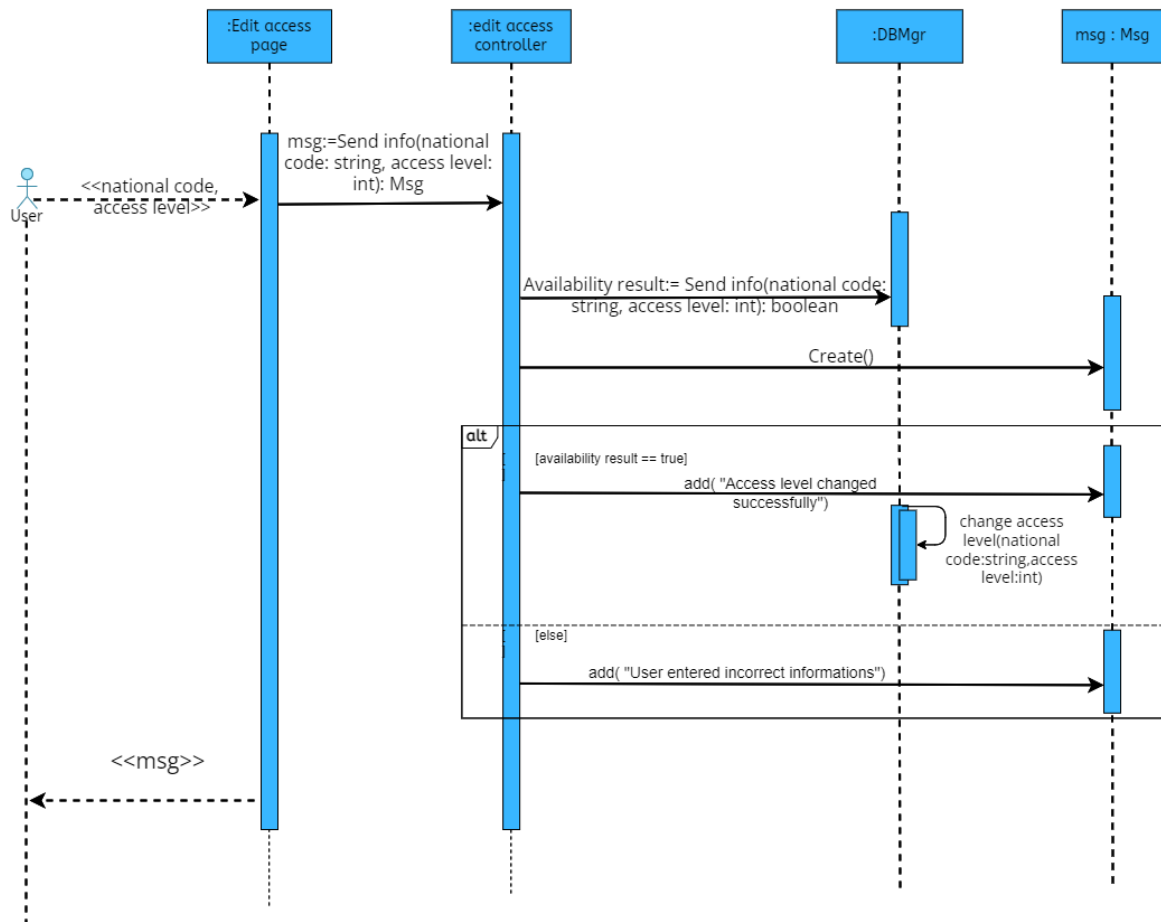 :Edit access
page
:edit access
controller
:DBMgr
msg : Msg
msg:=Send info(national
code: string, access level:
int): Msg
<<national code,
access level>>
User
Availability result:= Send info(national code:
string, access level: int): boolean
Create()
alt
[availability result == true]
add( "Access level changed
successfully")
change access
level(national
code:string,access
level:int)
[else]
add( "User entered incorrect informations")
<<msg>>